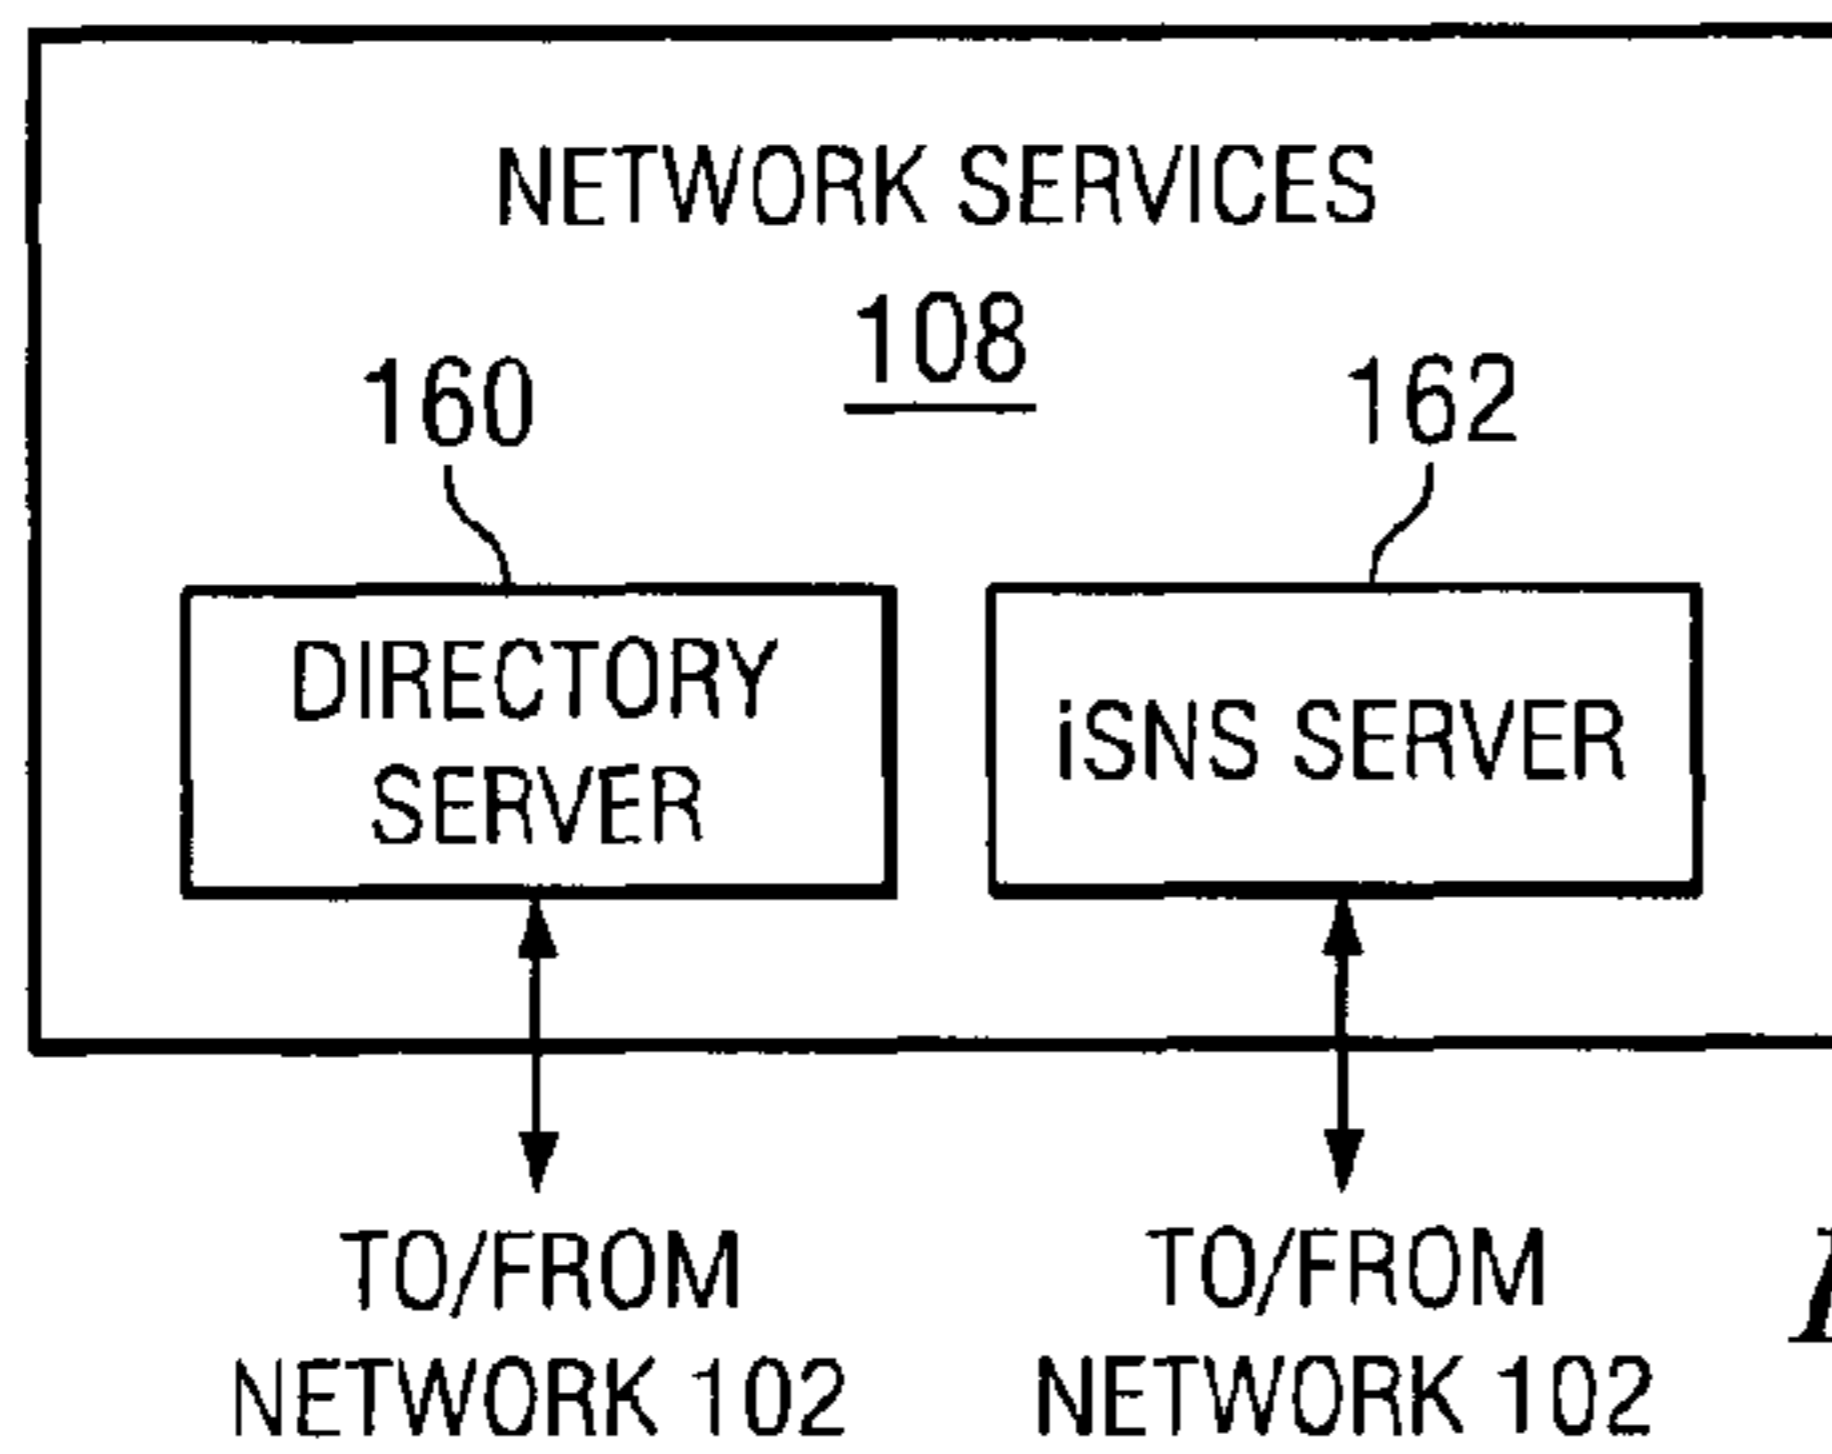 NETWORK SERVICES
108
160
162
DIRECTORY
SERVER
iSNS SERVER
TO/FROM
NETWORK 102
TO/FROM
NETWORK 102